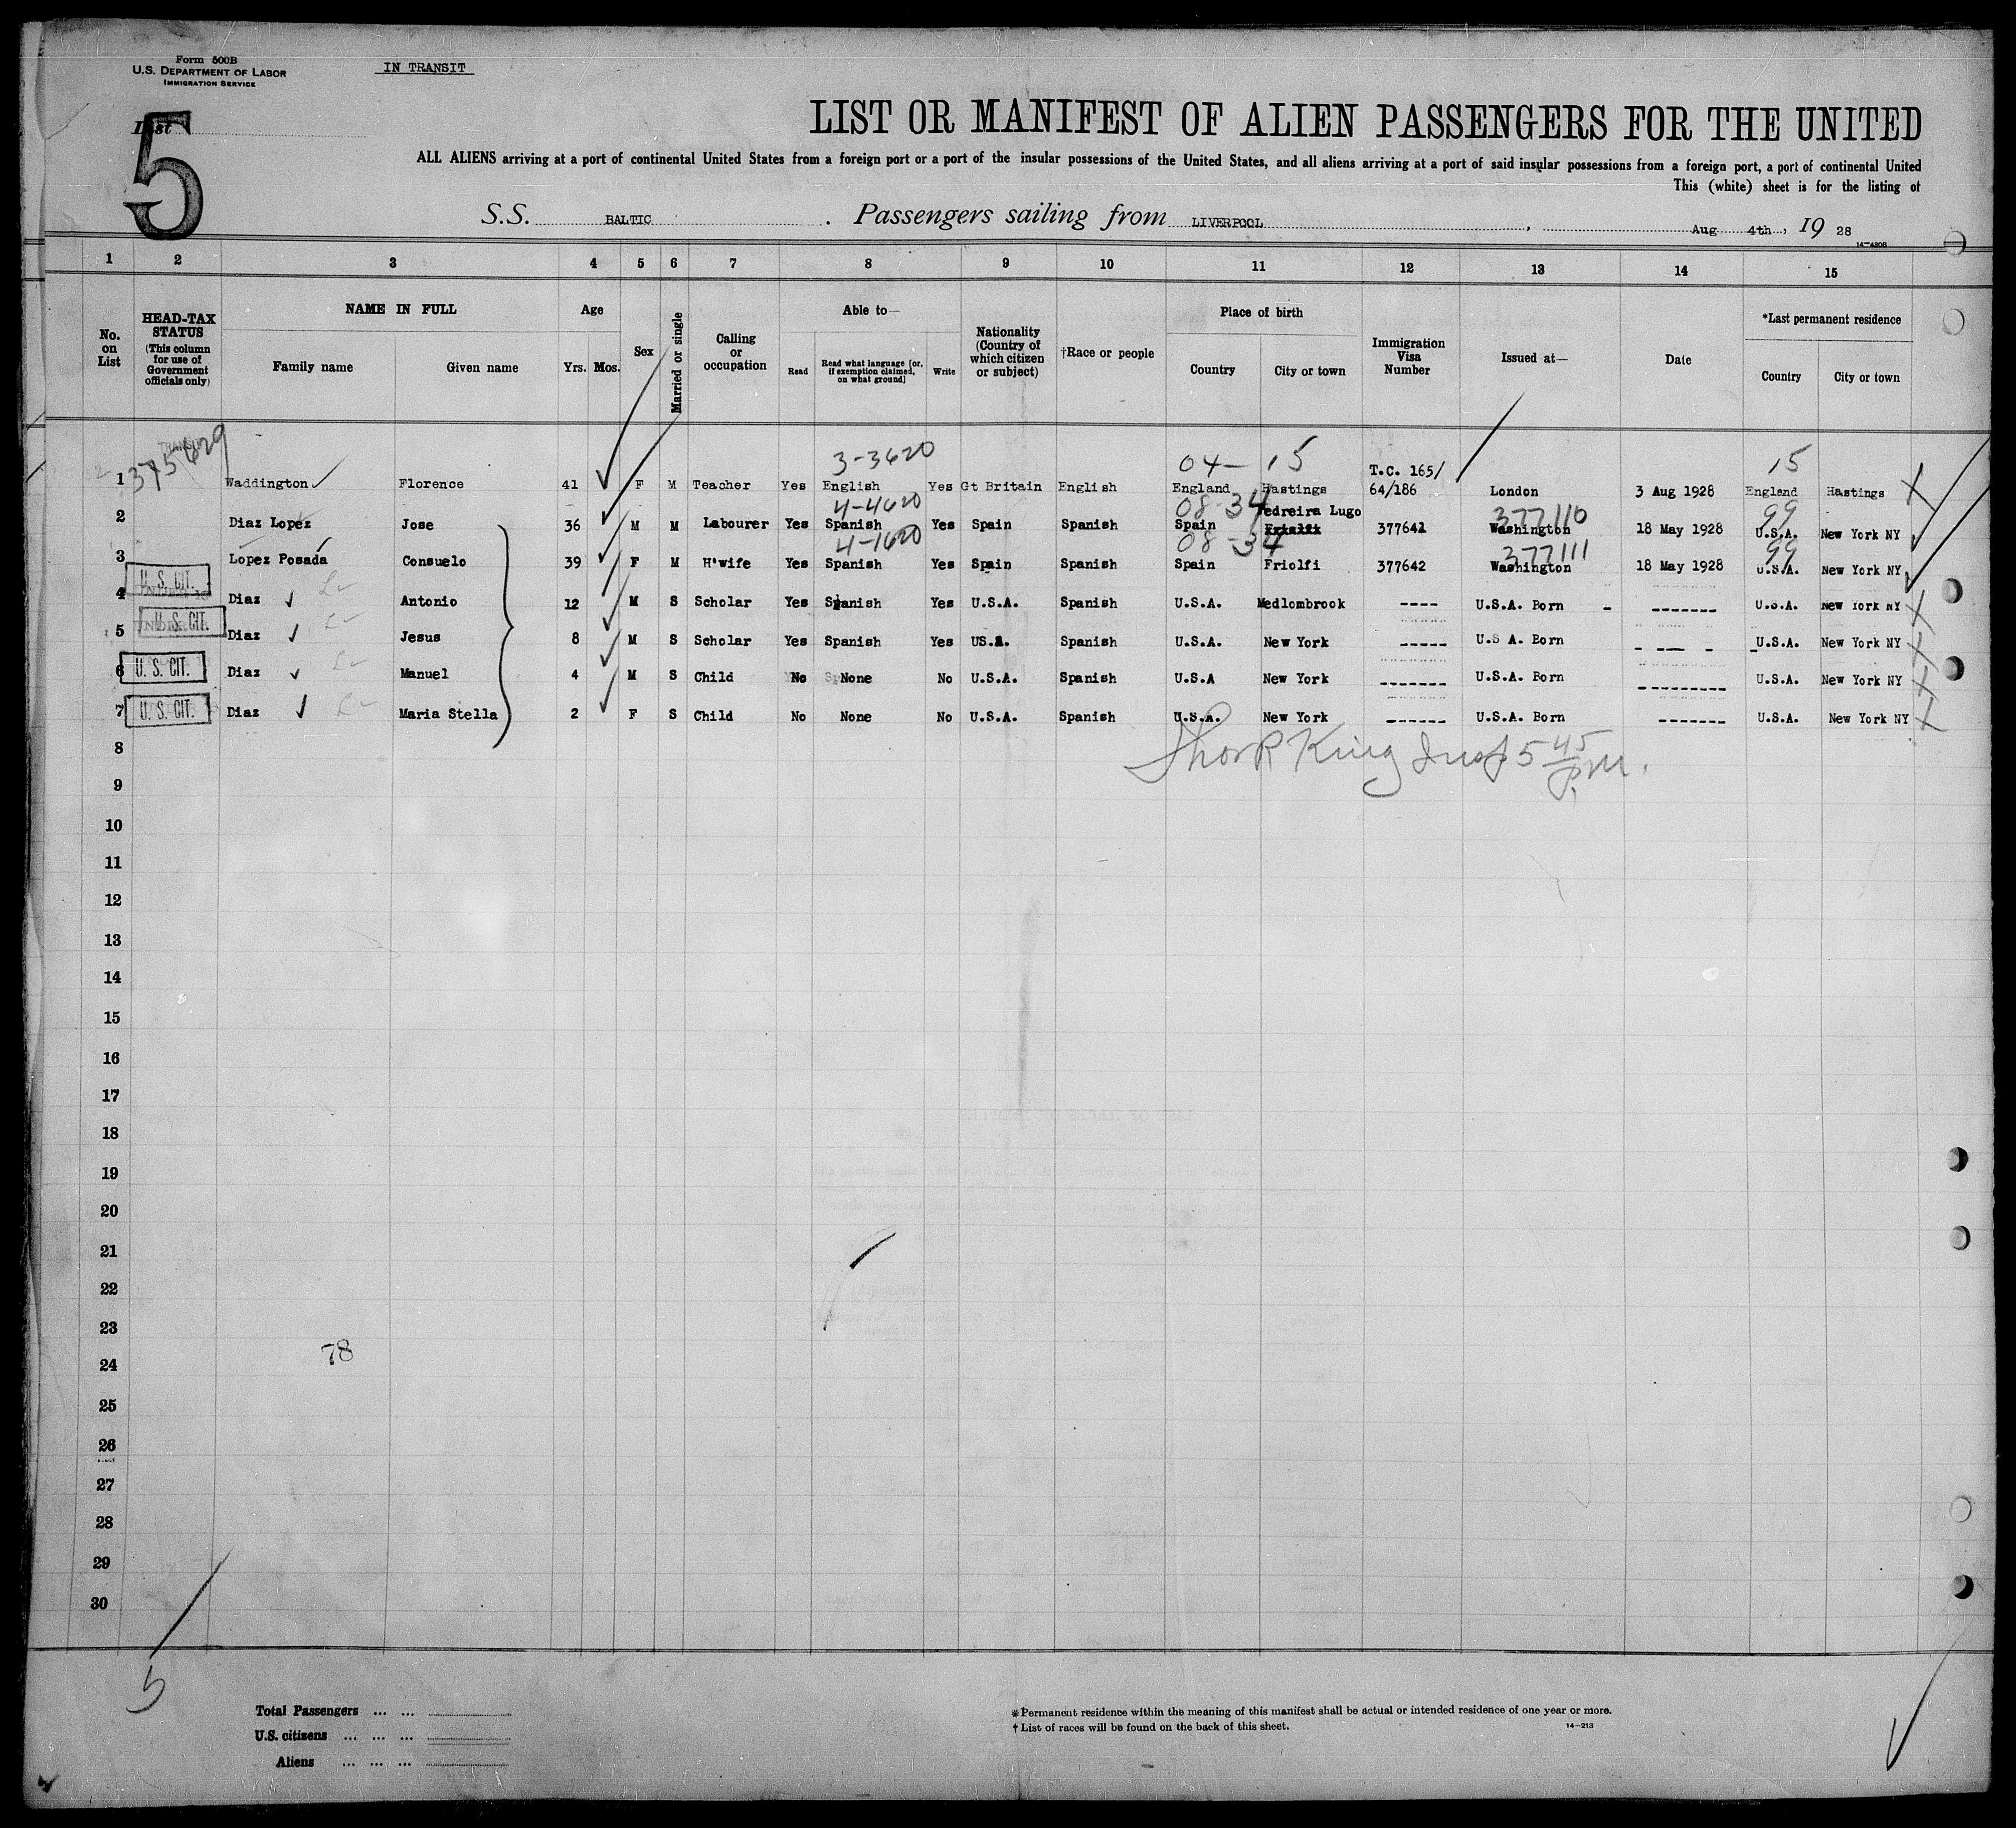 Form 500B
U.S. DEPARTMENT OF LABOR
IMMIGRATION SERVICE
IN TRANSIT
List
5
LIST OR MANIFEST OF ALIEN PASSENGERS FOR THE UNITED
ALL ALIENS arriving at a port of continental United States from a foreign port or a port of the insular possessions of the United States, and all aliens arriving at a port of said insular possessions from a foreign port, a port of continental United
This (white) sheet is for the listing of
S.S. BALTIC . Passengers sailing from LIVERPOOL , Aug 4th , 19 28
14-4208
1 2 3 4 5 6 7 8 9 10 11 12 13 14 15
No. on List
HEAD-TAX STATUS
(This column for use of Government officials only)
NAME IN FULL
Family name Given name
Age
Yrs. Mos.
Sex
Married or single
Calling or occupation
Able to—
Read Read what language [or, if exemption claimed, on what ground] Write
Nationality (Country of which citizen or subject)
†Race or people
Place of birth
Country City or town
Immigration Visa Number
Issued at—
Date
*Last permanent residence
Country City or town
375629 3-3620 04- 15 15
1 Waddington Florence 41 F M Teacher Yes English Yes Gt Britain English England Hastings T.C. 165/ 64/186 London 3 Aug 1928 England Hastings
4-4620 08-34 377110 99
2 Diaz Lopez Jose 36 M M Labourer Yes Spanish Yes Spain Spanish Spain Pedreira Lugo Friolfi 377641 Washington 18 May 1928 U.S.A. New York NY
4-1620 08-34 377111 99
3 Lopez Posada Consuelo 39 F M H'wife Yes Spanish Yes Spain Spanish Spain Friolfi 377642 Washington 18 May 1928 U.S.A. New York NY
U. S. CIT.
4 Diaz Antonio 12 M S Scholar Yes Spanish Yes U.S.A. Spanish U.S.A. Medlombrook ---- U.S.A. Born - ------- U.S.A. New York NY
U. S. CIT.
5 Diaz Jesus 8 M S Scholar Yes Spanish Yes US.A. Spanish U.S.A. New York ----- U.S A. Born - --- - U.S.A. New York NY
6 U. S. CIT. Diaz Manuel 4 M S Child No None No U.S.A. Spanish U.S.A New York ------- U.S.A. Born --------- U.S.A. New York NY
7 U. S. CIT. Diaz Maria Stella 2 F S Child No None No U.S.A. Spanish U.S.A. New York ------ U.S.A. Born ------- U.S.A. New York NY
8
King Insp 5 45 P.M.
9
10
11
12
13
14
15
16
17
18
19
20
21
22
23
78
24
25
26
27
28
29
30
5
Total Passengers ... ...
U.S. citizens ... ... ...
Aliens ... ... ...
*Permanent residence within the meaning of this manifest shall be actual or intended residence of one year or more.
†List of races will be found on the back of this sheet.
14-213